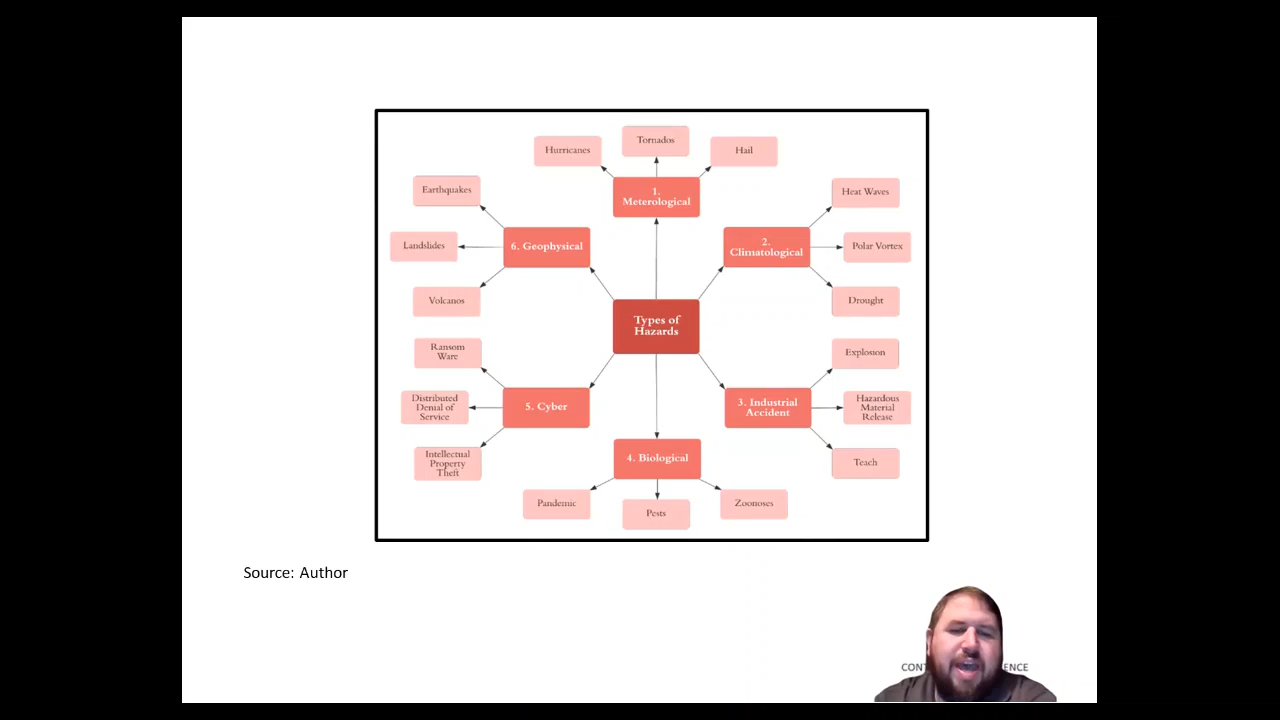 Tornados
Hurricanes
Hail
1.
Meterological
Earthquakes
Heat Waves
6. Geophysical
2.
Climatological
Landslides
Polar Vortex
Volcanos
Drought
Types of
Hazards
Ransom
Ware
Explosion
Distributed
Denial of
Service
5. Cyber
3. Industrial
Accident
Hazardous
Material
Release
Intellectual
Property
Theft
4. Biological
Teach
Pandemic
Pests
Zoonoses
Source: Author